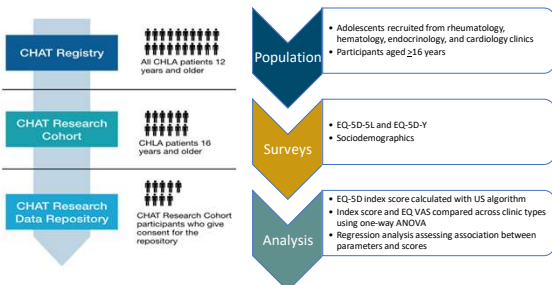 CHAT Registry
All CHLA patients 12
years and older
CHAT Research
Cohort
CHLA patients 16
years and older
CHAT Research
Data Repository
CHAT Research Cohort
participants who give
consent for the
repository
Population
• Adolescents recruited from rheumatology,
hematology, endocrinology, and cardiology clinics
• Participants aged ≥16 years
Surveys
• EQ-5D-5L and EQ-5D-Y
• Sociodemographics
Analysis
• EQ-5D index score calculated with US algorithm
• Index score and EQ VAS compared across clinic types
using one-way ANOVA
• Regression analysis assessing association between
parameters and scores